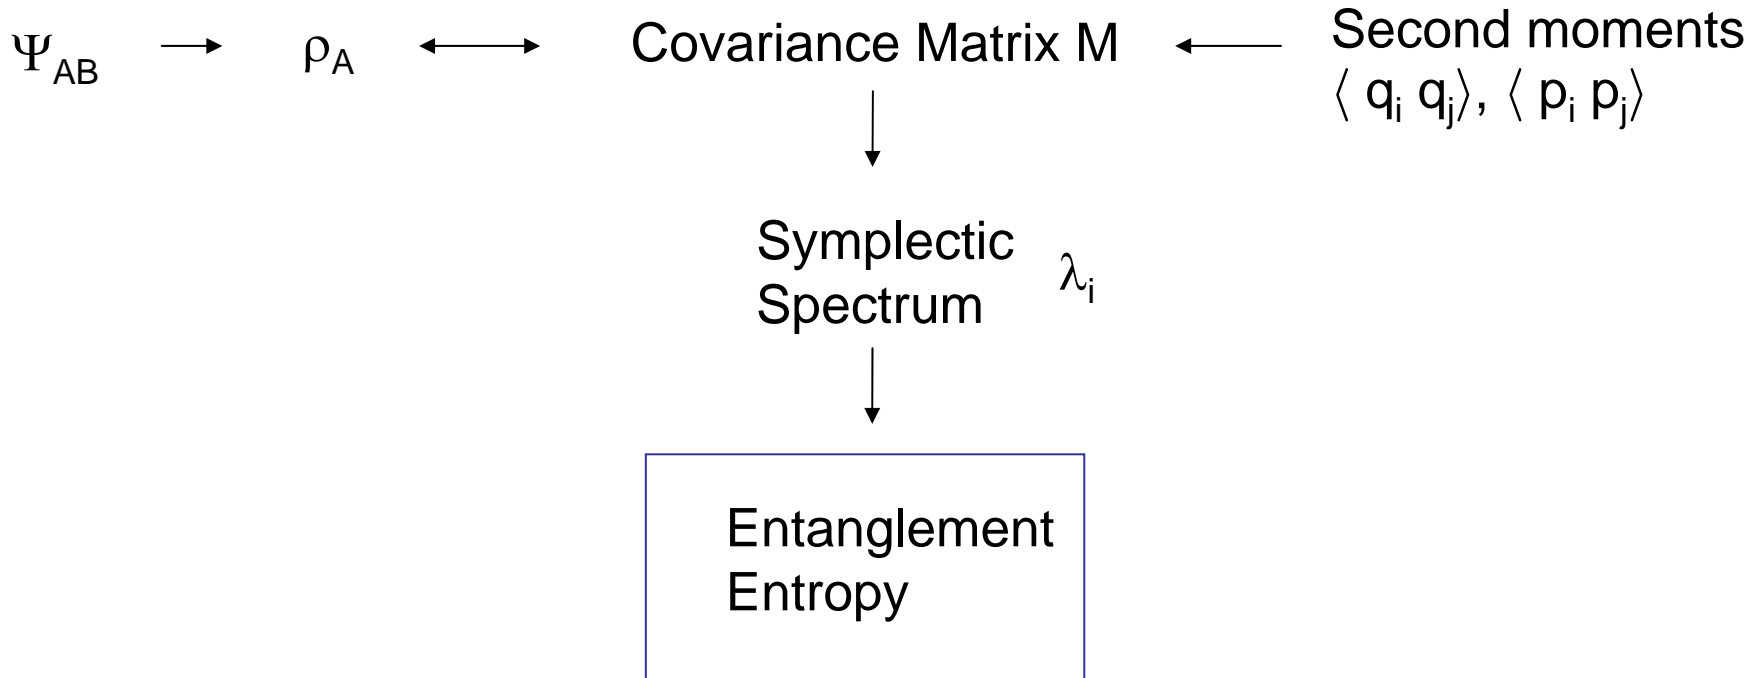 Ψ_AB → ρ_A ↔ Covariance Matrix M ← Second moments
⟨ q_i q_j⟩, ⟨ p_i p_j⟩
Symplectic
Spectrum λ_i
Entanglement
Entropy